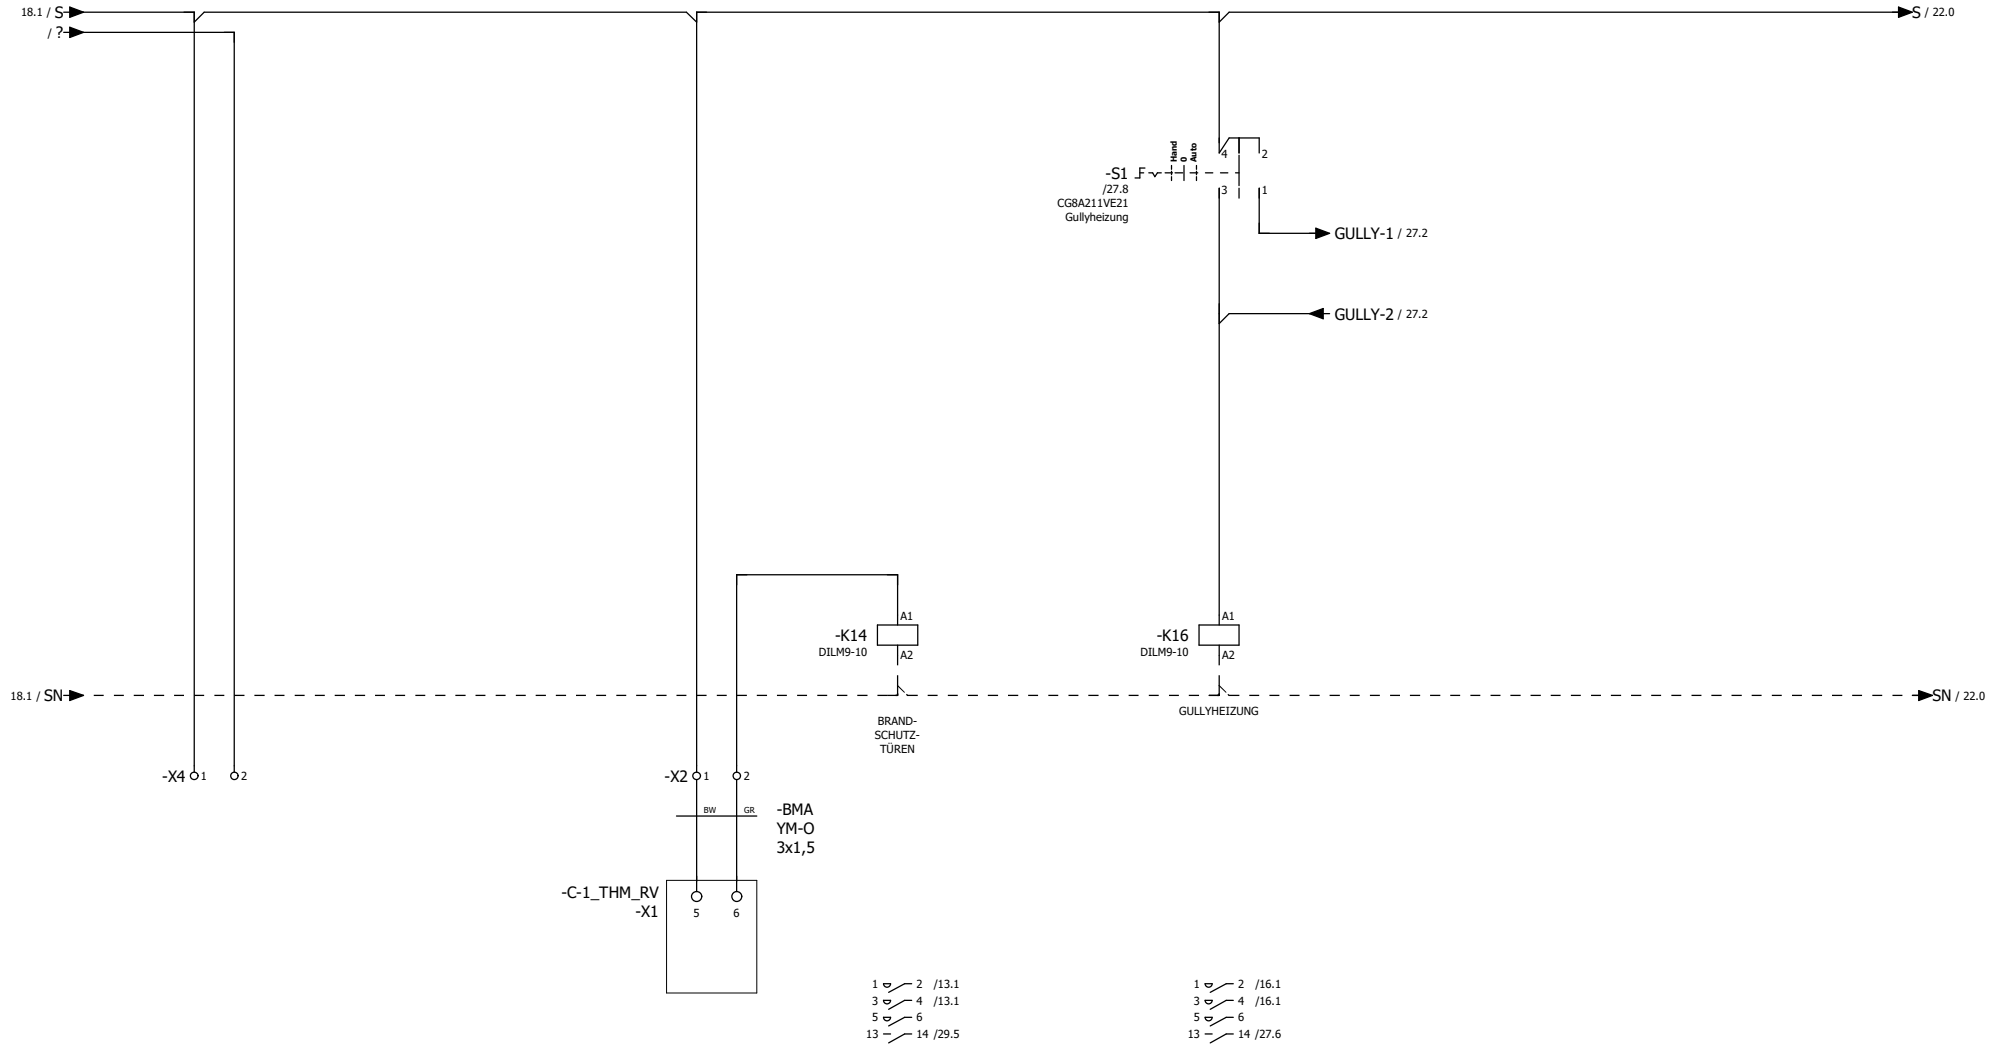 18.1 / S
S / 22.0
/ ?
Hand
0
Auto
4
2
-S1
/27.8
CG8A211VE21
Gullyheizung
3
1
GULLY-1 / 27.2
GULLY-2 / 27.2
A1
A1
-K14
DILM9-10
-K16
DILM9-10
A2
A2
18.1 / SN
SN / 22.0
BRAND-
SCHUTZ-
TÜREN
GULLYHEIZUNG
-X4 1 2
-X2 1 2
BW GR
-BMA
YM-O
3x1,5
-C-1_THM_RV
-X1
5 6
1 2 /13.1
3 4 /13.1
5 6
13 14 /29.5
1 2 /16.1
3 4 /16.1
5 6
13 14 /27.6